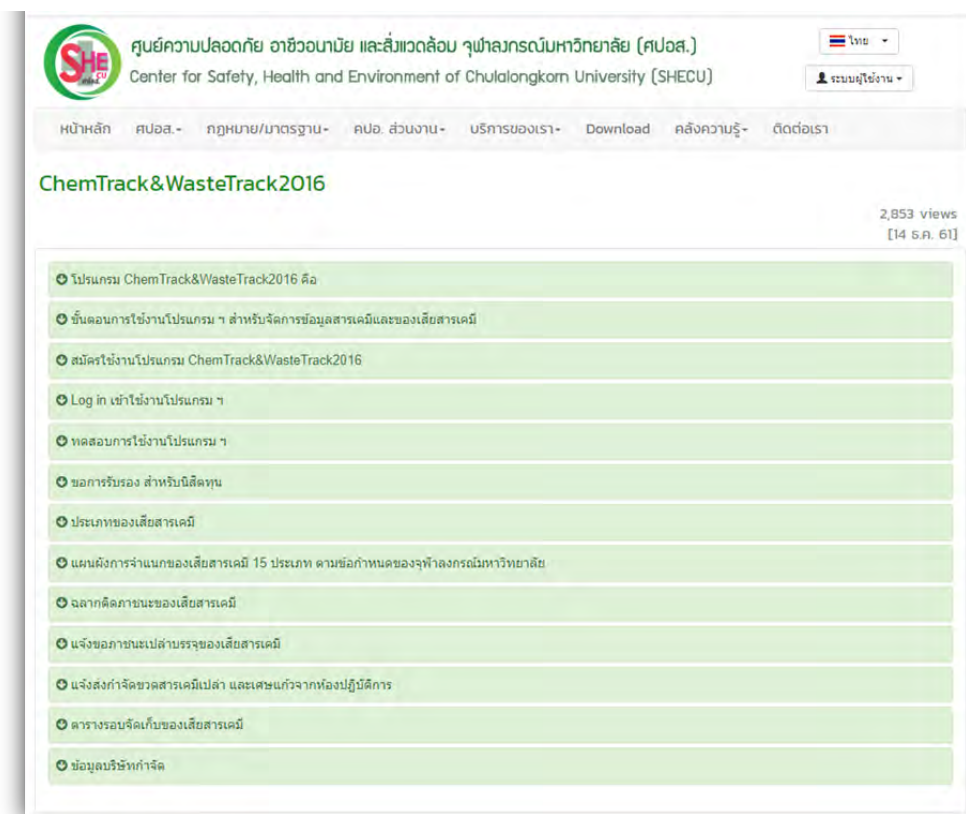 SHE
CU
ศปอส.
ศูนย์ความปลอดภัย อาชีวอนามัย และสิ่งแวดล้อม จุฬาลงกรณ์มหาวิทยาลัย (ศปอส.)
Center for Safety, Health and Environment of Chulalongkorn University (SHECU)
ไทย
ระบบผู้ใช้งาน
หน้าหลัก ศปอส. กฎหมาย/มาตรฐาน คปอ. ส่วนงาน บริการของเรา Download คลังความรู้ ติดต่อเรา
ChemTrack&WasteTrack2016
2,853 views
[14 ธ.ค. 61]
โปรแกรม ChemTrack&WasteTrack2016 คือ
ขั้นตอนการใช้งานโปรแกรม ฯ สำหรับจัดการข้อมูลสารเคมีและของเสียสารเคมี
สมัครใช้งานโปรแกรม ChemTrack&WasteTrack2016
Log in เข้าใช้งานโปรแกรม ฯ
ทดสอบการใช้งานโปรแกรม ฯ
ขอการรับรอง สำหรับนิสิตทุน
ประเภทของเสียสารเคมี
แผนผังการจำแนกของเสียสารเคมี 15 ประเภท ตามข้อกำหนดของจุฬาลงกรณ์มหาวิทยาลัย
ฉลากติดภาชนะของเสียสารเคมี
แจ้งขอภาชนะเปล่าบรรจุของเสียสารเคมี
แจ้งส่งกำจัดขวดสารเคมีเปล่า และเศษแก้วจากห้องปฏิบัติการ
ตารางรอบจัดเก็บของเสียสารเคมี
ข้อมูลบริษัทกำจัด